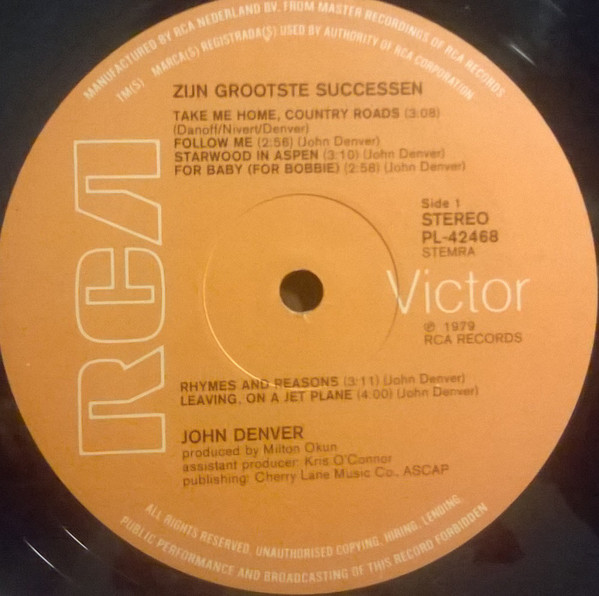 MANUFACTURED BY RCA NEDERLAND BV. FROM MASTER RECORDINGS OF RCA RECORDS
TM(S) MARCA(S) REGISTRADA(S) USED BY AUTHORITY OF RCA CORPORATION
ZIJN GROOTSTE SUCCESSEN
TAKE ME HOME, COUNTRY ROADS (3:08)
(Danoff/Nivert/Denver)
FOLLOW ME (2:56) (John Denver)
STARWOOD IN ASPEN (3:10) (John Denver)
FOR BABY (FOR BOBBIE) (2:58) (John Denver)
Side 1
STEREO
PL-42468
STEMRA
RCA
Victor
℗ 1979
RCA RECORDS
RHYMES AND REASONS (3:11) (John Denver)
LEAVING, ON A JET PLANE (4:00) (John Denver)
JOHN DENVER
produced by Milton Okun
assistant producer: Kris O'Connor
publishing: Cherry Lane Music Co., ASCAP
ALL RIGHTS RESERVED. UNAUTHORISED COPYING, HIRING, LENDING,
PUBLIC PERFORMANCE AND BROADCASTING OF THIS RECORD FORBIDDEN